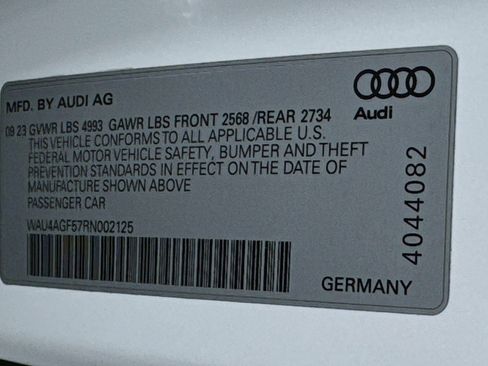 MFD. BY AUDI AG
Audi
09 23 GVWR LBS 4993 GAWR LBS FRONT 2568 /REAR 2734
THIS VEHICLE CONFORMS TO ALL APPLICABLE U.S.
FEDERAL MOTOR VEHICLE SAFETY, BUMPER AND THEFT
PREVENTION STANDARDS IN EFFECT ON THE DATE OF
MANUFACTURE SHOWN ABOVE
PASSENGER CAR
WAU4AGF57RN002125
4044082
GERMANY